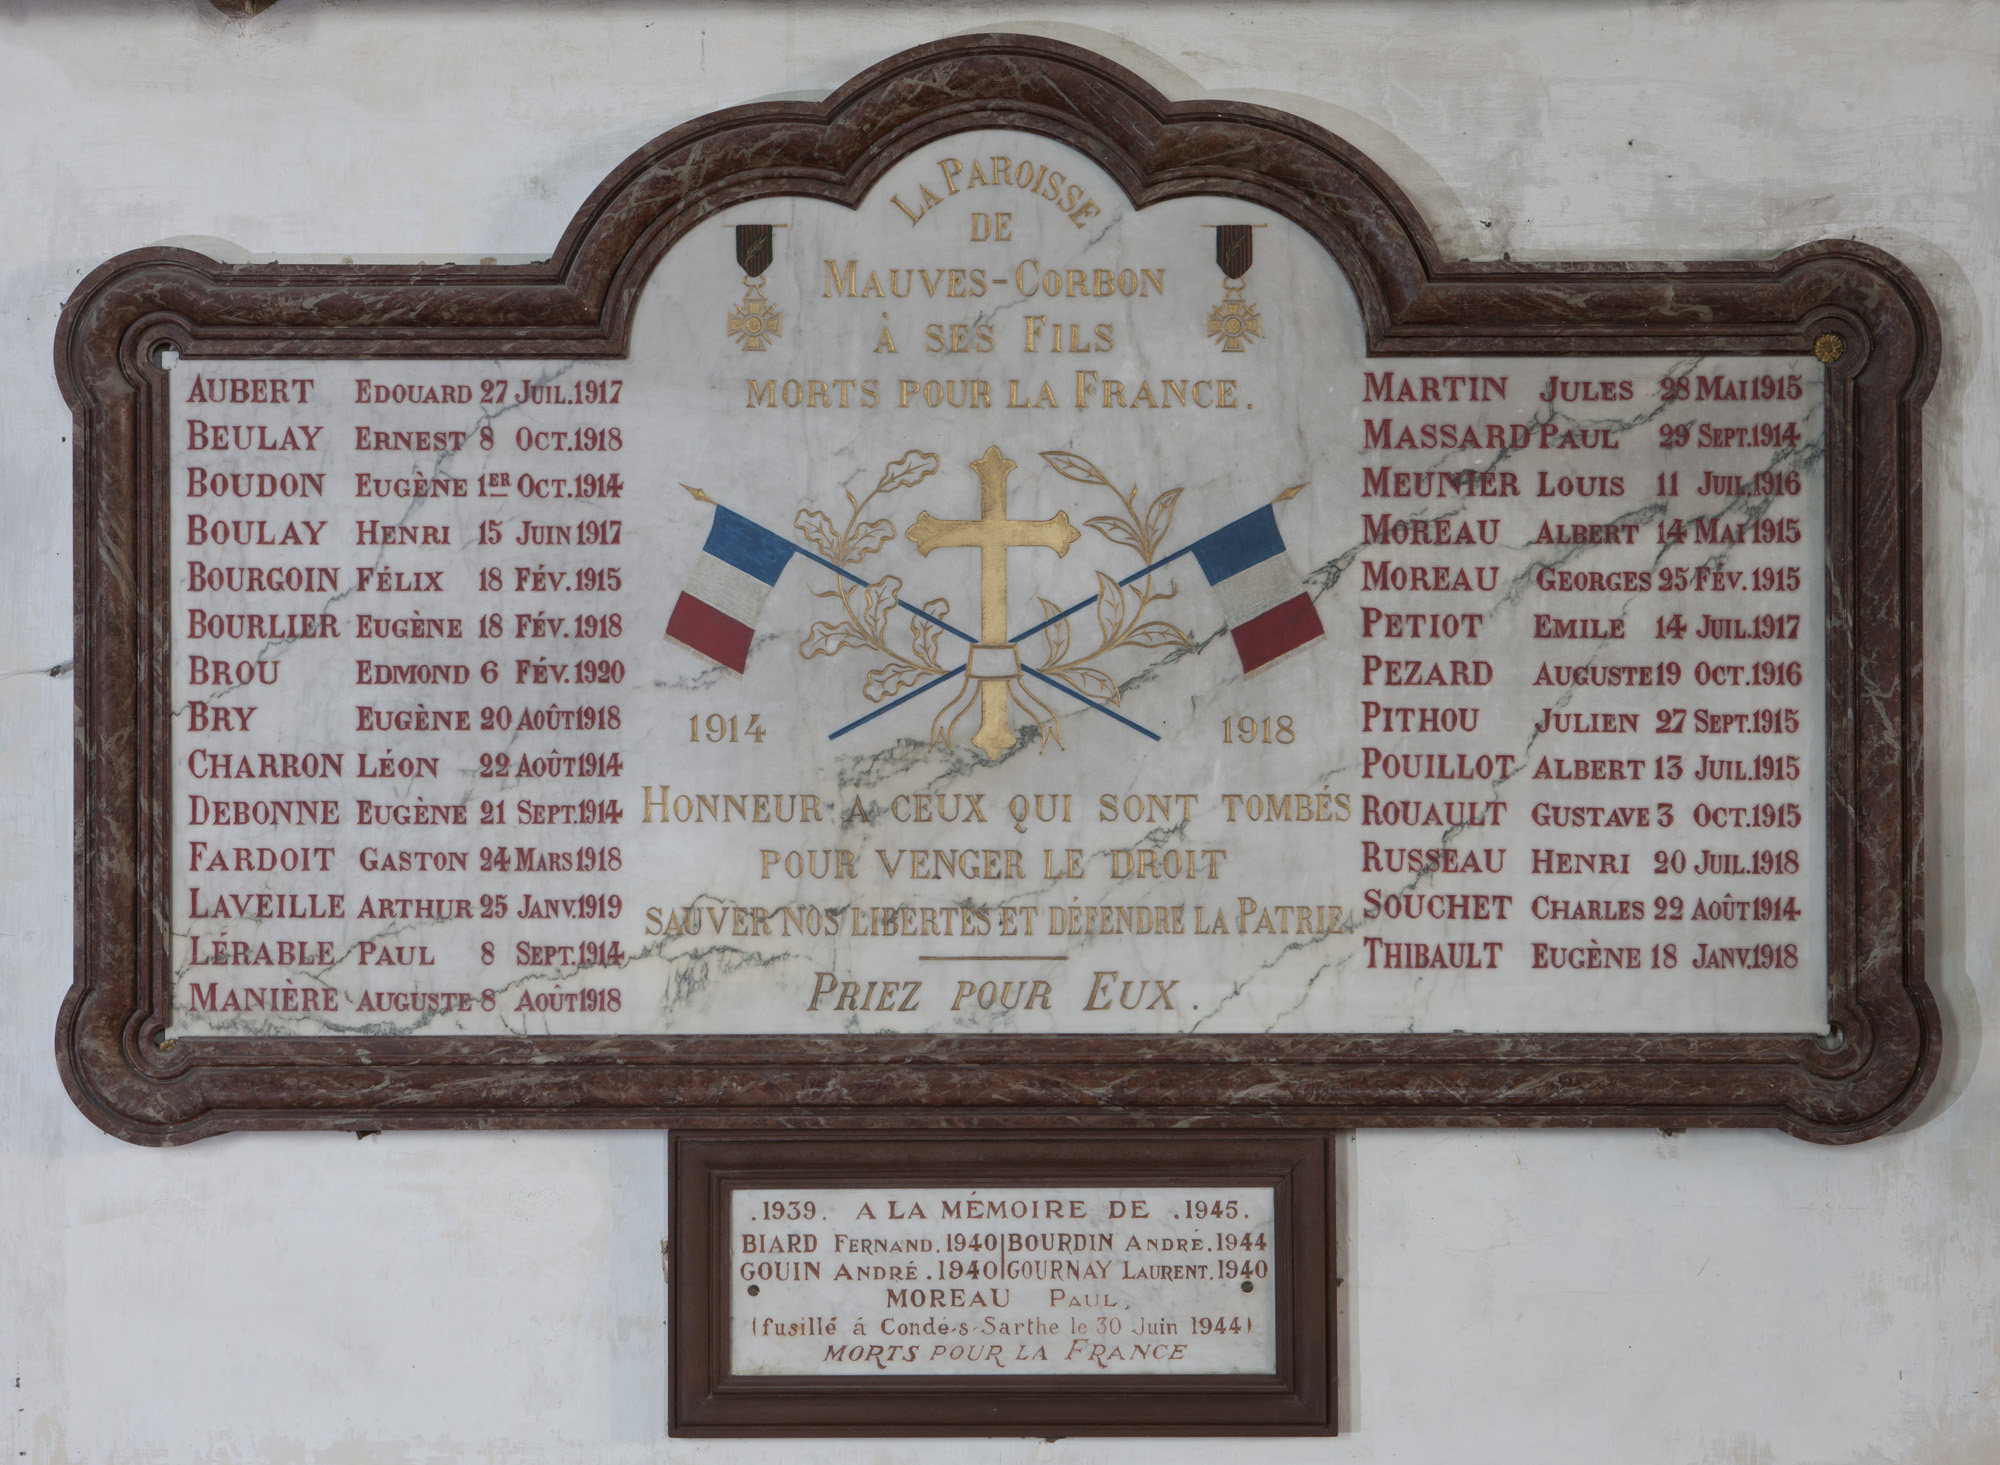 LA PAROISSE
DE
MAUVES-CORBON
À SES FILS
MORTS POUR LA FRANCE.
AUBERT EDOUARD 27 JUIL.1917
BEULAY ERNEST 8 OCT.1918
BOUDON EUGÈNE 1ER OCT.1914
BOULAY HENRI 15 JUIN 1917
BOURGOIN FÉLIX 18 FÉV.1915
BOURLIER EUGÈNE 18 FÉV.1918
BROU EDMOND 6 FÉV.1920
BRY EUGÈNE 20 AOÛT 1918
CHARRON LÉON 22 AOÛT 1914
DEBONNE EUGÈNE 21 SEPT.1914
FARDOIT GASTON 24 MARS 1918
LAVEILLE ARTHUR 25 JANV.1919
LÉRABLE PAUL 8 SEPT.1914
MANIÈRE AUGUSTE 8 AOÛT 1918
1914 1918
HONNEUR A CEUX QUI SONT TOMBÉS
POUR VENGER LE DROIT
SAUVER NOS LIBERTÉS ET DÉFENDRE LA PATRIE.
PRIEZ POUR EUX.
MARTIN JULES 28 MAI 1915
MASSARD PAUL 29 SEPT.1914
MEUNIER LOUIS 11 JUIL.1916
MOREAU ALBERT 14 MAI 1915
MOREAU GEORGES 25 FÉV.1915
PETIOT EMILE 14 JUIL.1917
PEZARD AUGUSTE 19 OCT.1916
PITHOU JULIEN 27 SEPT.1915
POUILLOT ALBERT 13 JUIL.1915
ROUAULT GUSTAVE 3 OCT.1915
RUSSEAU HENRI 20 JUIL.1918
SOUCHET CHARLES 22 AOÛT 1914
THIBAULT EUGÈNE 18 JANV.1918
.1939. A LA MÉMOIRE DE .1945.
BIARD FERNAND.1940 | BOURDIN ANDRÉ.1944
GOUIN ANDRÉ.1940 | GOURNAY LAURENT.1940
MOREAU PAUL,
(fusillé á Condé-s-Sarthe le 30 Juin 1944)
MORTS POUR LA FRANCE